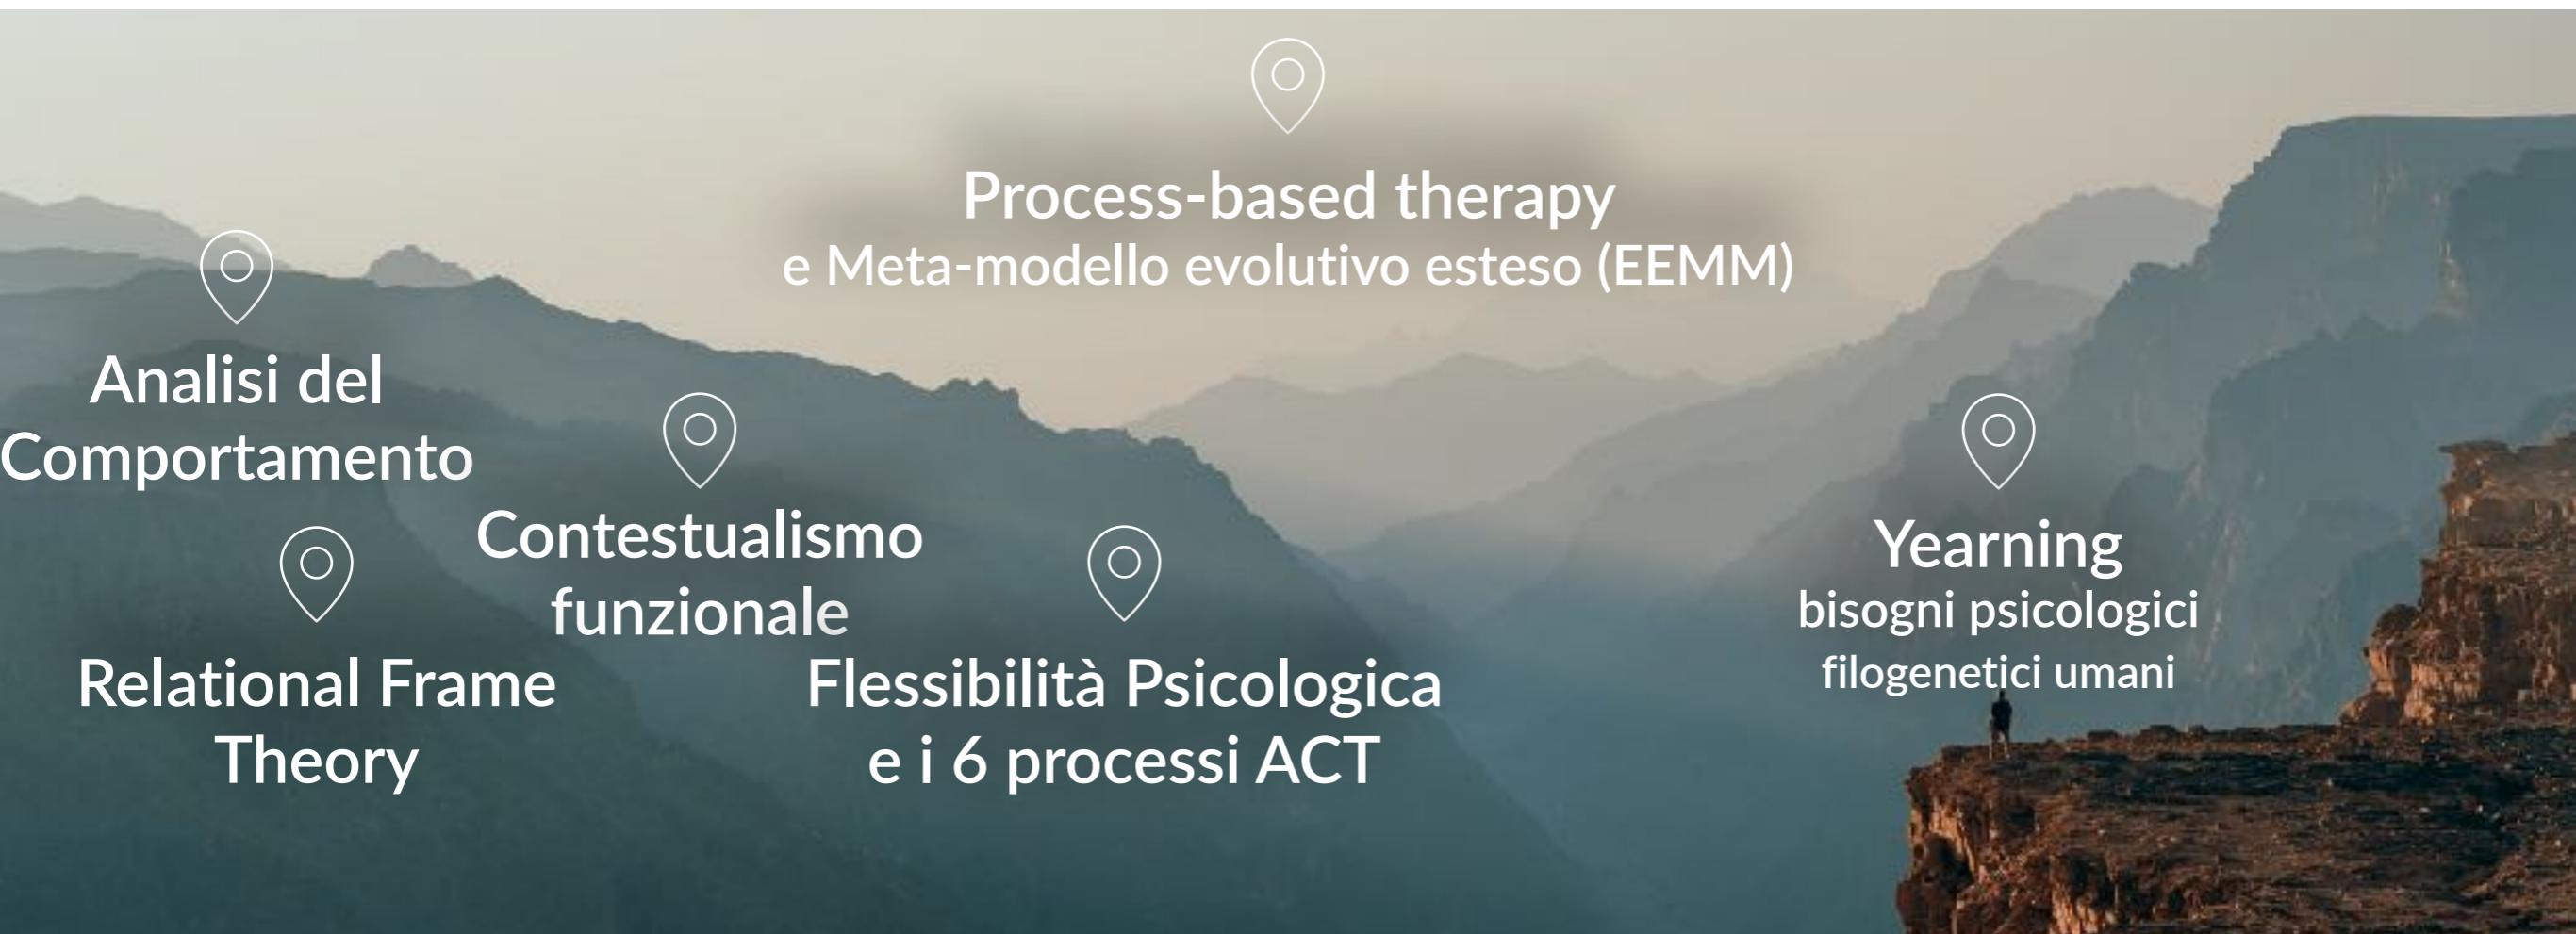 Process-based therapy
e Meta-modello evolutivo esteso (EEMM)
Analisi del
Comportamento
Contestualismo
funzionale
Yearning
bisogni psicologici
filogenetici umani
Relational Frame
Theory
Flessibilità Psicologica
e i 6 processi ACT